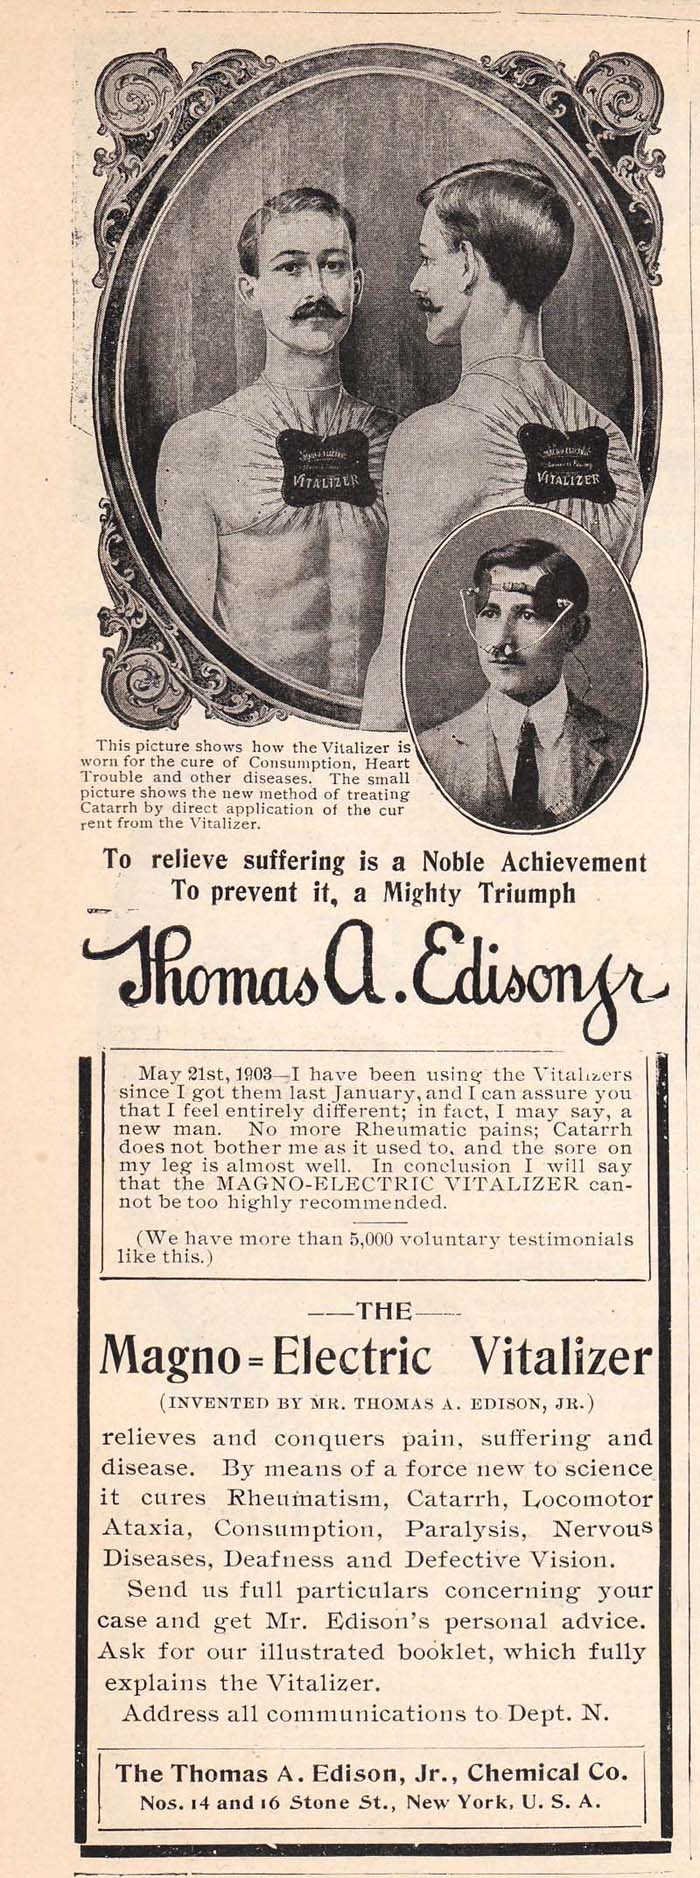 VITALIZER
VITALIZER
This picture shows how the Vitalizer is
worn for the cure of Consumption, Heart
Trouble and other diseases. The small
picture shows the new method of treating
Catarrh by direct application of the cur
rent from the Vitalizer.
To relieve suffering is a Noble Achievement
To prevent it, a Mighty Triumph
Thomas A. Edison Jr
May 21st, 1903—I have been using the Vitalizers
since I got them last January, and I can assure you
that I feel entirely different; in fact, I may say, a
new man. No more Rheumatic pains; Catarrh
does not bother me as it used to, and the sore on
my leg is almost well. In conclusion I will say
that the MAGNO-ELECTRIC VITALIZER can-
not be too highly recommended.
(We have more than 5,000 voluntary testimonials
like this.)
THE
Magno=Electric Vitalizer
(INVENTED BY MR. THOMAS A. EDISON, JR.)
relieves and conquers pain, suffering and
disease. By means of a force new to science
it cures Rheumatism, Catarrh, Locomotor
Ataxia, Consumption, Paralysis, Nervous
Diseases, Deafness and Defective Vision.
Send us full particulars concerning your
case and get Mr. Edison's personal advice.
Ask for our illustrated booklet, which fully
explains the Vitalizer.
Address all communications to Dept. N.
The Thomas A. Edison, Jr., Chemical Co.
Nos. 14 and 16 Stone St., New York, U. S. A.